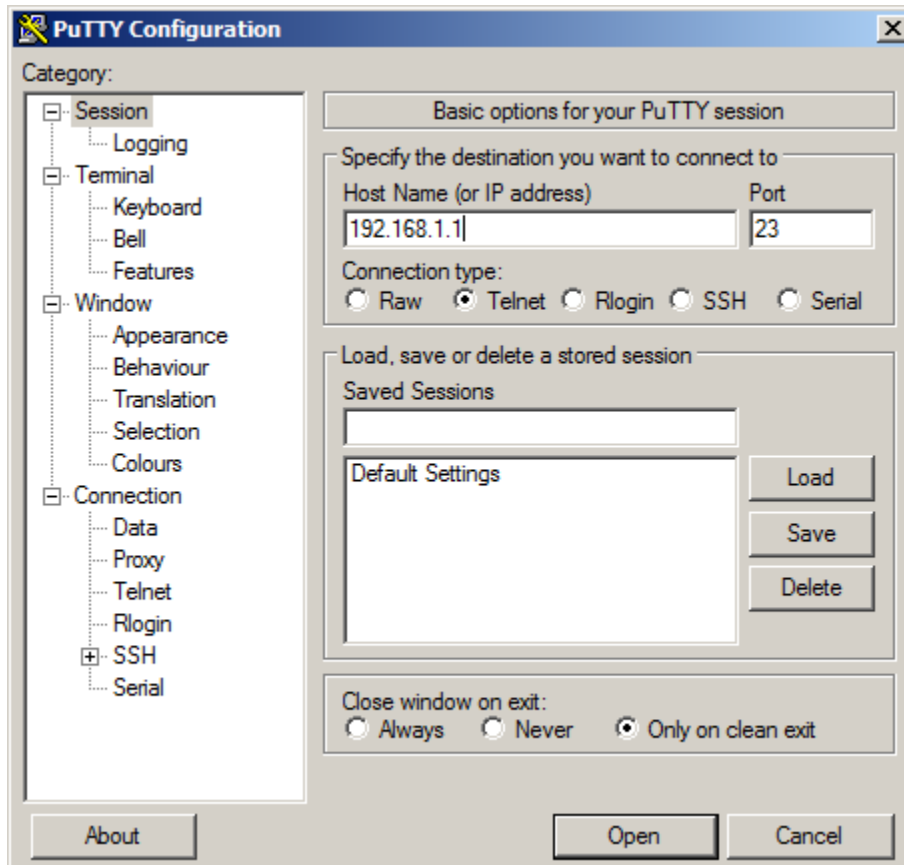 PuTTY Configuration
Category:
Session
Logging
Terminal
Keyboard
Bell
Features
Window
Appearance
Behaviour
Translation
Selection
Colours
Connection
Data
Proxy
Telnet
Rlogin
SSH
Serial
Basic options for your PuTTY session
Specify the destination you want to connect to
Host Name (or IP address) Port
192.168.1.1 23
Connection type:
Raw Telnet Rlogin SSH Serial
Load, save or delete a stored session
Saved Sessions
Default Settings
Load
Save
Delete
Close window on exit:
Always Never Only on clean exit
About Open Cancel